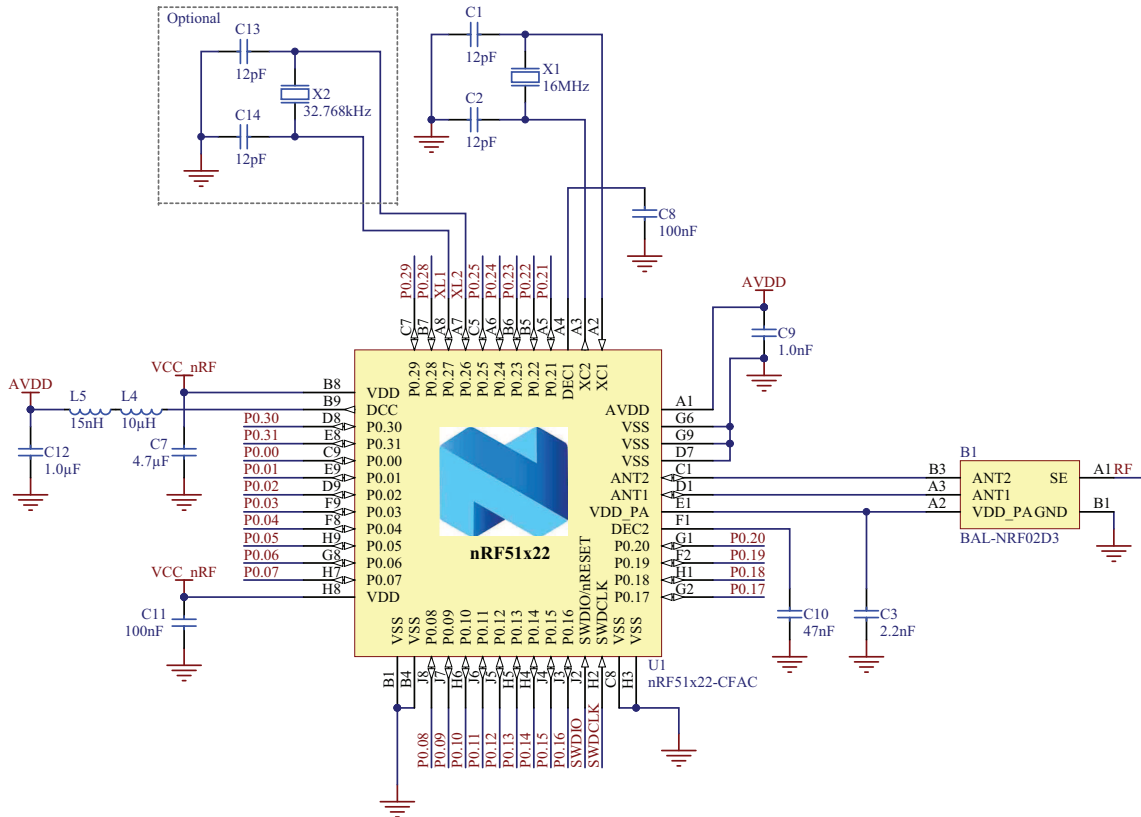 Optional
C13
12pF
X2
32.768kHz
C14
12pF
C1
12pF
X1
16MHz
C2
12pF
C8
100nF
P0.29
P0.28
XL1
XL2
P0.25
P0.24
P0.23
P0.22
P0.21
C7
B7
A8
A7
C5
A6
B6
B5
A5
A4
A3
A2
P0.29
P0.28
P0.27
P0.26
P0.25
P0.24
P0.23
P0.22
P0.21
DEC1
XC2
XC1
AVDD
C9
1.0nF
VCC_nRF
AVDD
L5
15nH
L4
10µH
C12
1.0µF
C7
4.7µF
B8
VDD
B9
DCC
P0.30
D8
P0.30
P0.31
E8
P0.31
P0.00
C9
P0.00
P0.01
E9
P0.01
P0.02
D9
P0.02
P0.03
F9
P0.03
P0.04
F8
P0.04
P0.05
H9
P0.05
P0.06
G8
P0.06
P0.07
H7
P0.07
VCC_nRF
H8
VDD
C11
100nF
nRF51x22
AVDD
A1
VSS
G6
VSS
G9
VSS
D7
ANT2
C1
ANT1
D1
VDD_PA
E1
DEC2
F1
P0.20
G1
P0.20
P0.19
F2
P0.19
P0.18
H1
P0.18
P0.17
G2
P0.17
B1
B3
ANT2
SE
A1
RF
A3
ANT1
A2
VDD_PA
GND
B1
BAL-NRF02D3
C10
47nF
C3
2.2nF
VSS
VSS
P0.08
P0.09
P0.10
P0.11
P0.12
P0.13
P0.14
P0.15
P0.16
SWDIO/nRESET
SWDCLK
VSS
VSS
U1
nRF51x22-CFAC
B1
B4
J8
J7
H6
J6
J5
H5
H4
J4
J3
J2
H2
C8
H3
P0.08
P0.09
P0.10
P0.11
P0.12
P0.13
P0.14
P0.15
P0.16
SWDIO
SWDCLK